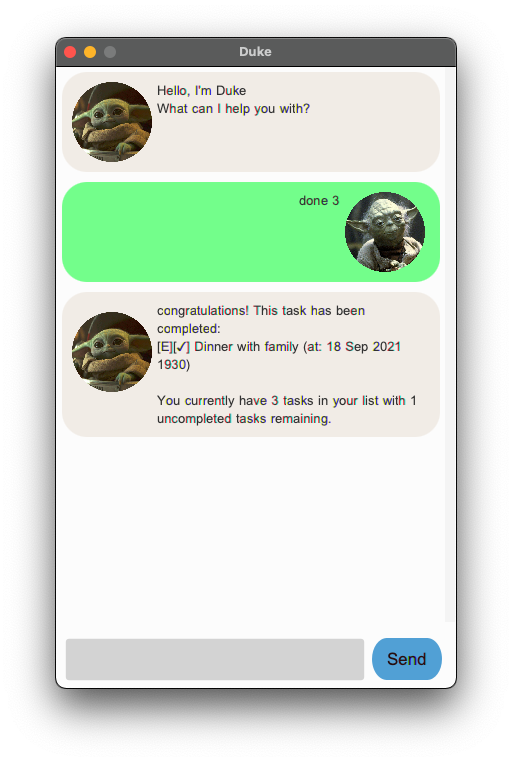 Duke
Hello, I'm Duke
What can I help you with?
done 3
congratulations! This task has been
completed:
[E][✓] Dinner with family (at: 18 Sep 2021
1930)
You currently have 3 tasks in your list with 1
uncompleted tasks remaining.
Send